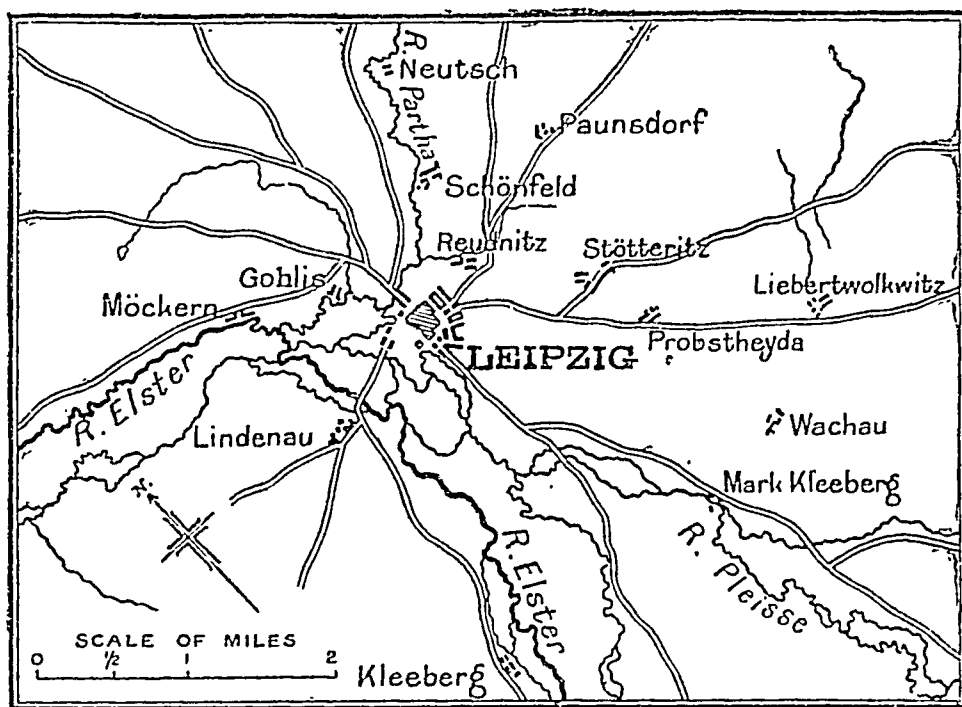 R. Partha
Neutsch
Paunsdorf
Schönfeld
Reudnitz
Stötteritz
Gohlis
Liebertwolkwitz
Möckern
Probstheyda
LEIPZIG
R. Elster
Lindenau
Wachau
Mark Kleeberg
N.
R. Elster
R. Pleisse
SCALE OF MILES
0 1/2 1 2
Kleeberg